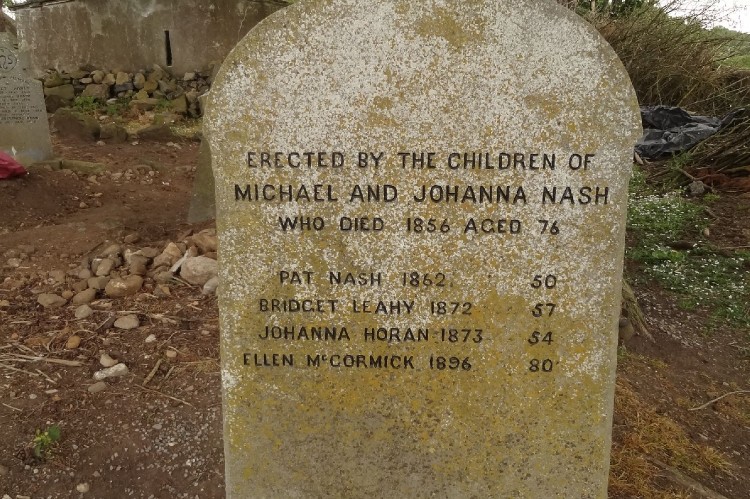 ERECTED BY THE CHILDREN OF
MICHAEL AND JOHANNA NASH
WHO DIED 1856 AGED 76
PAT NASH 1862. 50
BRIDGET LEAHY 1872 57
JOHANNA HORAN 1873 54
ELLEN McCORMICK 1896 80